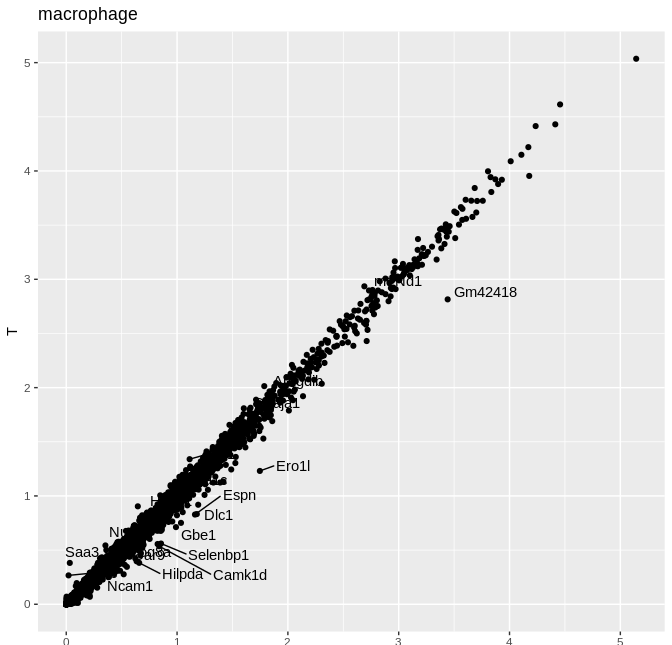 macrophage
T
5
4
3
2
1
0
Gm42418
Ero1l
Espn
Dlc1
Gbe1
Saa3
Selenbp1
Hilpda
Camk1d
Ncam1
0
1
2
3
4
5